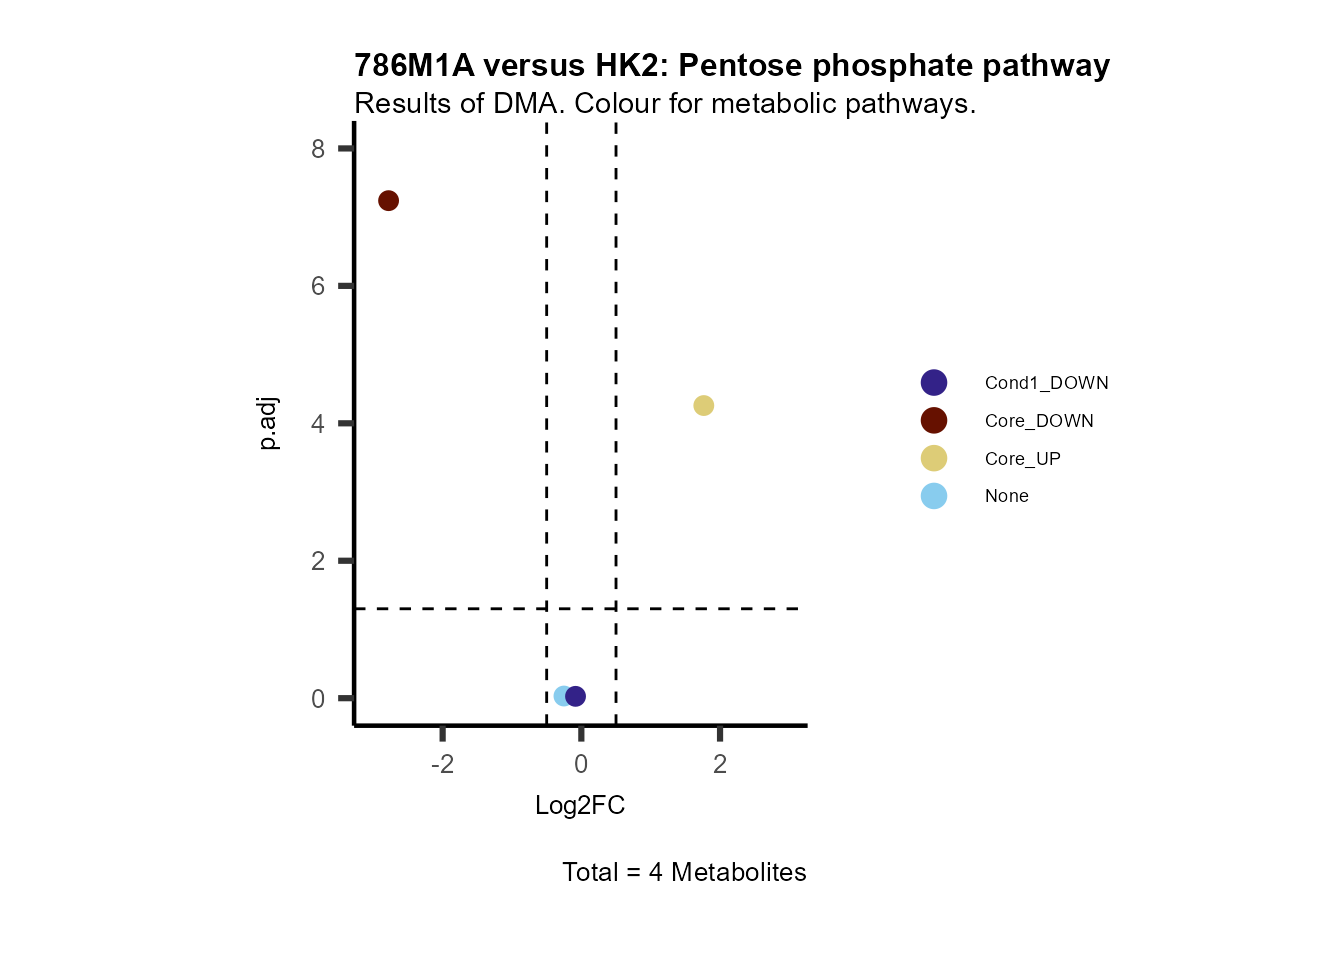 786M1A versus HK2: Pentose phosphate pathway
Results of DMA. Colour for metabolic pathways.
8
6
4
2
0
p.adj
-2 0 2
Log2FC
Cond1_DOWN
Core_DOWN
Core_UP
None
Total = 4 Metabolites